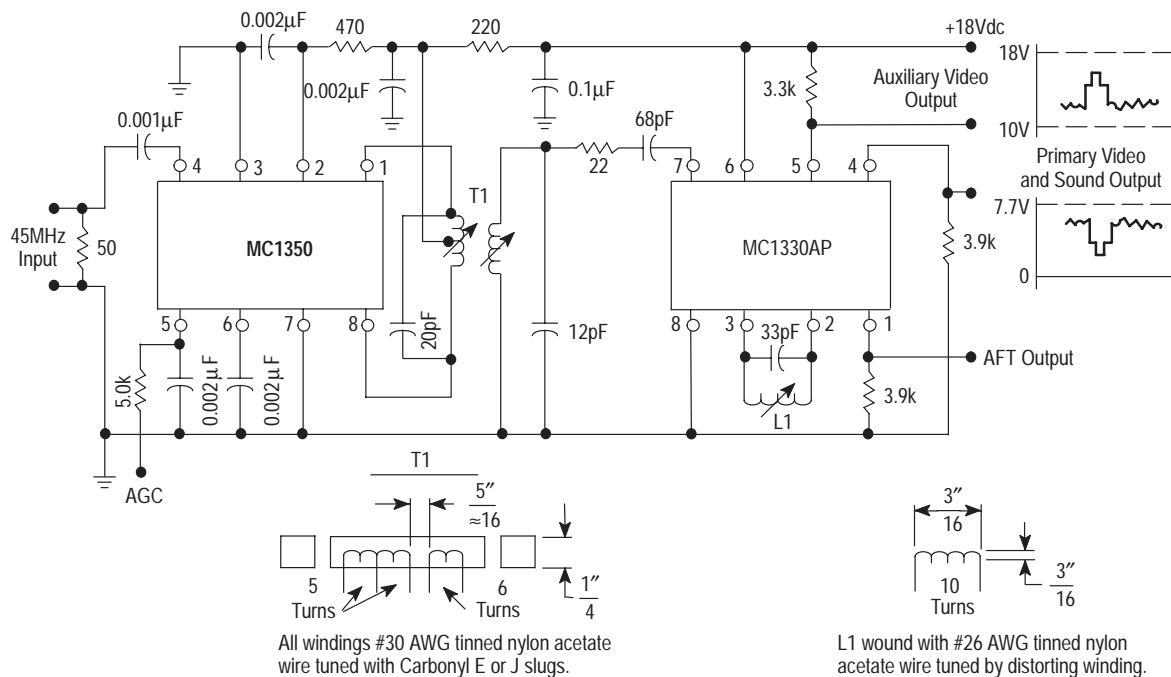 0.002µF
470
220
+18Vdc
18V
0.002µF
0.1µF
3.3k
Auxiliary Video
Output
10V
0.001µF
68pF
22
4
3
2
1
7
6
5
4
T1
Primary Video
and Sound Output
7.7V
0
45MHz
Input
50
MC1350
MC1330AP
3.9k
20pF
12pF
5
6
7
8
8
3
2
1
33pF
L1
AFT Output
5.0k
0.002µF
0.002µF
3.9k
AGC
T1
5″
≈16
5
Turns
6
Turns
1″
4
3″
16
10
Turns
3″
16
All windings #30 AWG tinned nylon acetate
wire tuned with Carbonyl E or J slugs.
L1 wound with #26 AWG tinned nylon
acetate wire tuned by distorting winding.